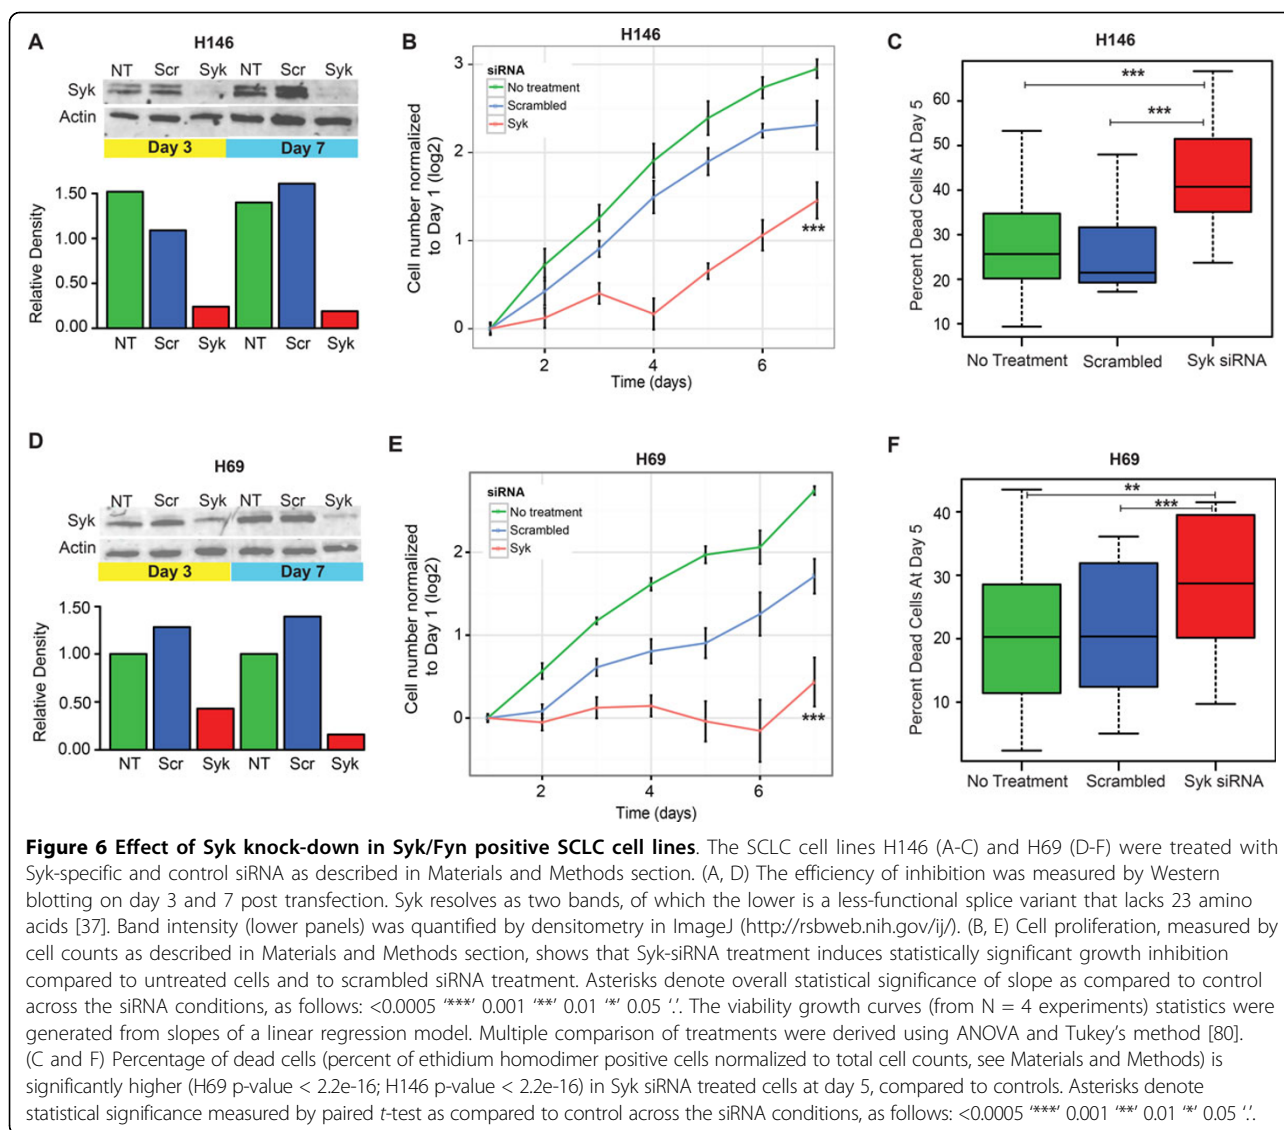 A
H146
NT Scr Syk NT Scr Syk
Syk
Actin
Day 3 Day 7
Relative Density
1.50
1.00
0.50
0.00
NT Scr Syk NT Scr Syk
B
H146
siRNA
No treatment
Scrambled
Syk
Cell number normalized
to Day 1 (log2)
3
2
1
0
***
2 4 6
Time (days)
C
H146
***
***
Percent Dead Cells At Day 5
60
50
40
30
20
10
No Treatment Scrambled Syk siRNA
D
H69
NT Scr Syk NT Scr Syk
Syk
Actin
Day 3 Day 7
Relative Density
1.50
1.00
0.50
0.00
NT Scr Syk NT Scr Syk
E
H69
siRNA
No treatment
Scrambled
Syk
Cell number normalized
to Day 1 (log2)
2
1
0
***
2 4 6
Time (days)
F
H69
**
***
Percent Dead Cells At Day 5
40
30
20
10
No Treatment Scrambled Syk siRNA
Figure 6 Effect of Syk knock-down in Syk/Fyn positive SCLC cell lines. The SCLC cell lines H146 (A-C) and H69 (D-F) were treated with
Syk-specific and control siRNA as described in Materials and Methods section. (A, D) The efficiency of inhibition was measured by Western
blotting on day 3 and 7 post transfection. Syk resolves as two bands, of which the lower is a less-functional splice variant that lacks 23 amino
acids [37]. Band intensity (lower panels) was quantified by densitometry in ImageJ (http://rsbweb.nih.gov/ij/). (B, E) Cell proliferation, measured by
cell counts as described in Materials and Methods section, shows that Syk-siRNA treatment induces statistically significant growth inhibition
compared to untreated cells and to scrambled siRNA treatment. Asterisks denote overall statistical significance of slope as compared to control
across the siRNA conditions, as follows: <0.0005 ‘***’ 0.001 ‘**’ 0.01 ‘*’ 0.05 ‘.’. The viability growth curves (from N = 4 experiments) statistics were
generated from slopes of a linear regression model. Multiple comparison of treatments were derived using ANOVA and Tukey’s method [80].
(C and F) Percentage of dead cells (percent of ethidium homodimer positive cells normalized to total cell counts, see Materials and Methods) is
significantly higher (H69 p-value < 2.2e-16; H146 p-value < 2.2e-16) in Syk siRNA treated cells at day 5, compared to controls. Asterisks denote
statistical significance measured by paired t-test as compared to control across the siRNA conditions, as follows: <0.0005 ‘***’ 0.001 ‘**’ 0.01 ‘*’ 0.05 ‘.’.